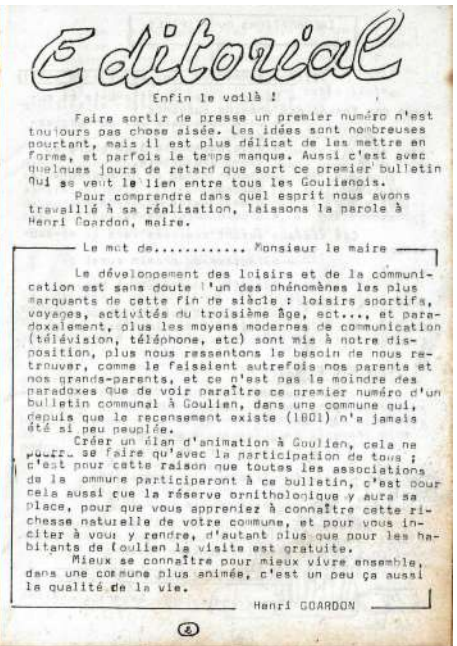 Editorial
Enfin le voilà !
Faire sortir de presse un premier numéro n'est
toujours pas chose aisée. Les idées sont nombreuses
pourtant, mais il est plus délicat de les mettre en
forme, et parfois le temps manque. Aussi c'est avec
quelques jours de retard que sort ce premier bulletin
qui se veut le lien entre tous les Goulienois.
Pour comprendre dans quel esprit nous avons
travaillé à sa réalisation, laissons la parole à
Henri Goardon, maire.
Le mot de............ Monsieur le maire
Le développement des loisirs et de la communi-
cation est sans doute l'un des phénomènes les plus
marquants de cette fin de siècle : loisirs sportifs,
voyages, activités du troisième âge, ect..., et para-
doxalement, plus les moyens modernes de communication
(télévision, téléphone, etc) sont mis à notre dis-
position, plus nous ressentons le besoin de nous re-
trouver, comme le faisaient autrefois nos parents et
nos grands-parents, et ce n'est pas le moindre des
paradoxes que de voir paraître ce premier numéro d'un
bulletin communal à Goulien, dans une commune qui,
depuis que le recensement existe (1801) n'a jamais
été si peu peuplée.
Créer un élan d'animation à Goulien, cela ne
pourra se faire qu'avec la participation de tous ;
c'est pour cette raison que toutes les associations
de la ommune participeront à ce bulletin, c'est pour
cela aussi que la réserve ornithologique y aura sa
place, pour que vous appreniez à connaître cette ri-
chesse naturelle de votre commune, et pour vous in-
citer à vous y rendre, d'autant plus que pour les ha-
bitants de Goulien la visite est gratuite.
Mieux se connaître pour mieux vivre ensemble,
dans une commune plus animée, c'est un peu ça aussi
la qualité de la vie.
Henri GOARDON